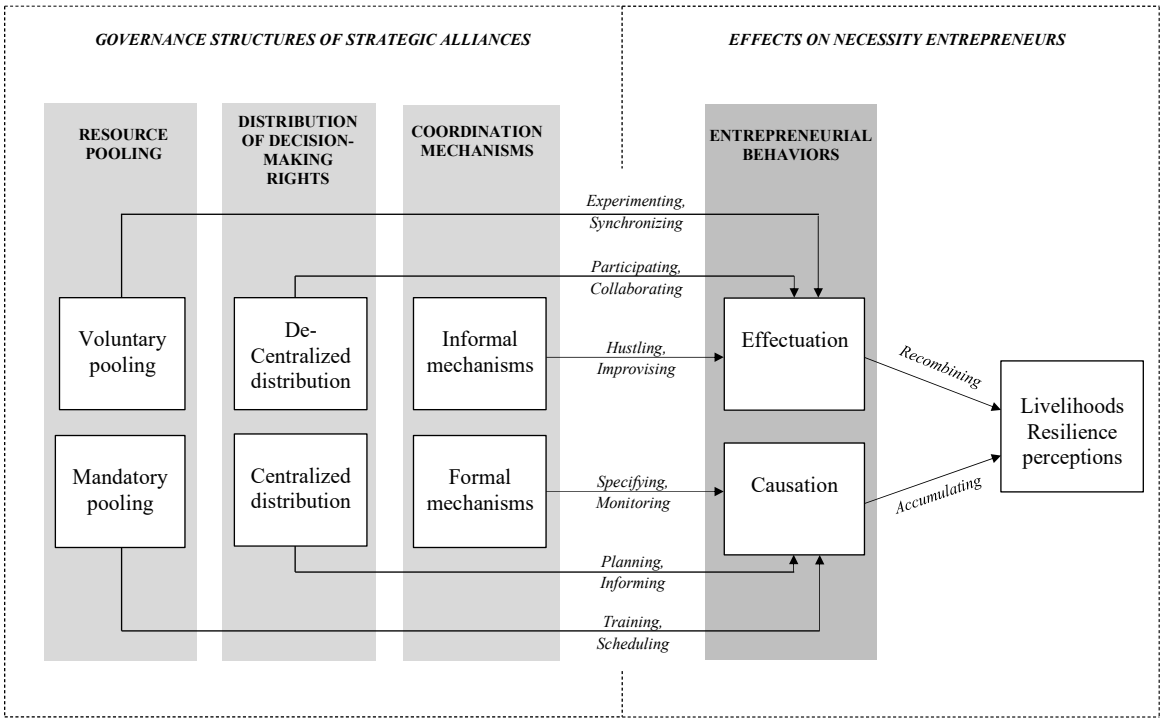 GOVERNANCE STRUCTURES OF STRATEGIC ALLIANCES
EFFECTS ON NECESSITY ENTREPRENEURS
RESOURCE
POOLING
DISTRIBUTION
OF DECISION-
MAKING
RIGHTS
COORDINATION
MECHANISMS
ENTREPRENEURIAL
BEHAVIORS
Experimenting,
Synchronizing
Participating,
Collaborating
Voluntary
pooling
De-
Centralized
distribution
Informal
mechanisms
Hustling,
Improvising
Effectuation
Recombining
Livelihoods
Resilience
perceptions
Mandatory
pooling
Centralized
distribution
Formal
mechanisms
Specifying,
Monitoring
Causation
Accumulating
Planning,
Informing
Training,
Scheduling